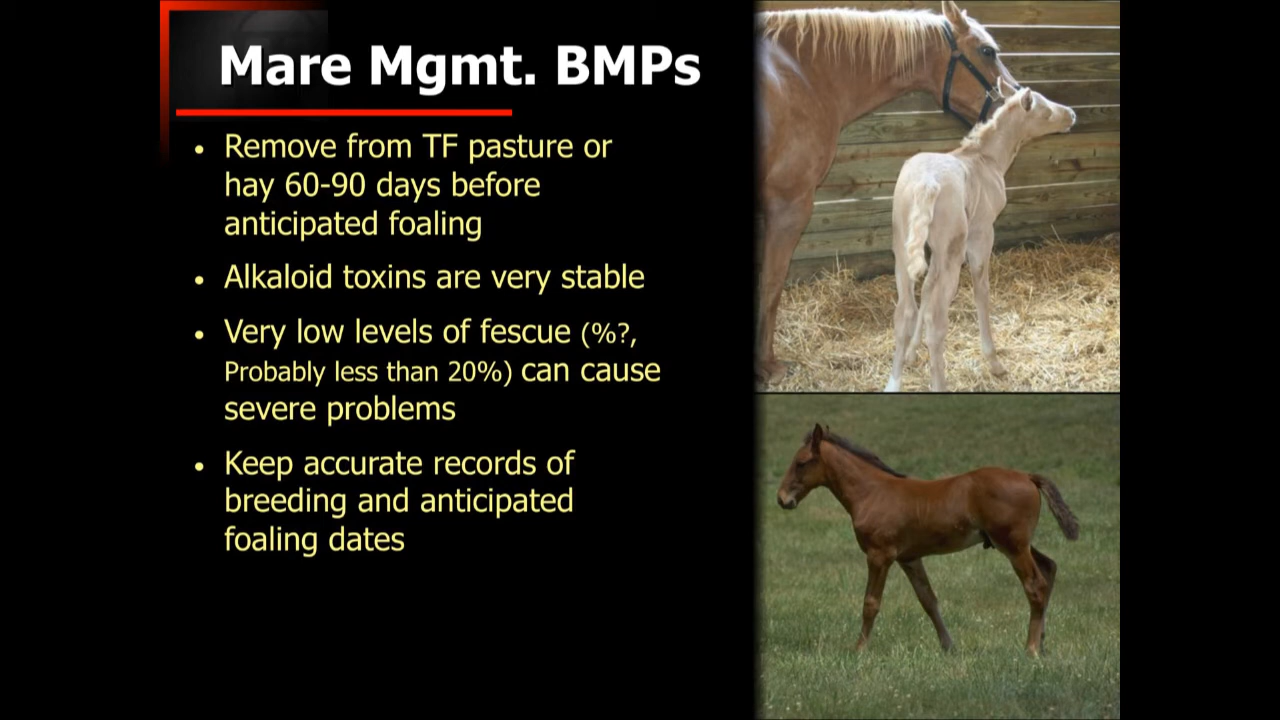 Mare Mgmt. BMPs
• Remove from TF pasture or
hay 60-90 days before
anticipated foaling
• Alkaloid toxins are very stable
• Very low levels of fescue (%?,
Probably less than 20%) can cause
severe problems
• Keep accurate records of
breeding and anticipated
foaling dates